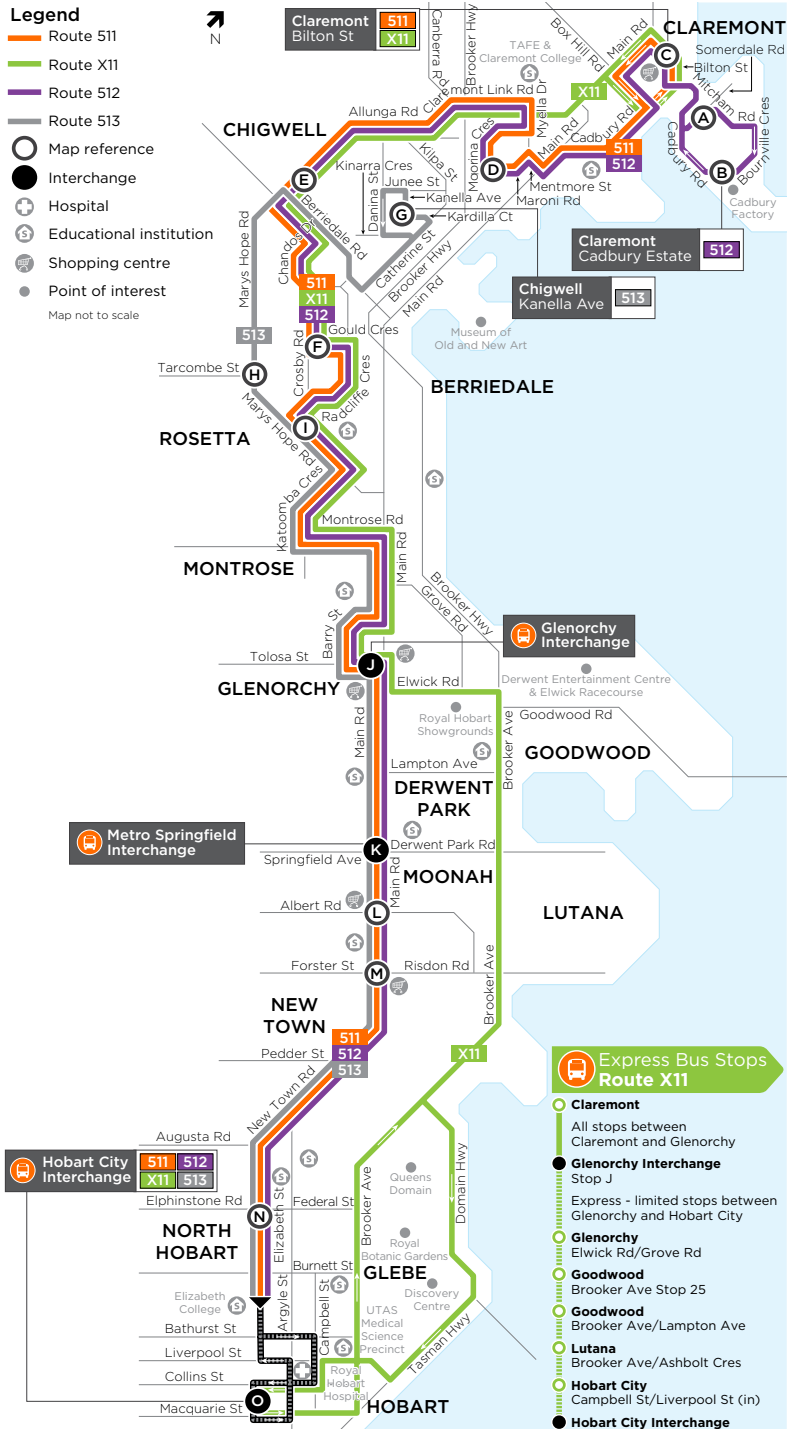 Legend
Route 511
Route X11
Route 512
Route 513
Map reference
Interchange
Hospital
Educational institution
Shopping centre
Point of interest
Map not to scale
N
Claremont
Bilton St
511
X11
Canberra Rd
Brooker Hwy
TAFE &
Claremont College
Box Hill Rd
Main Rd
CLAREMONT
Somerdale Rd
Bilton St
Mitcham Rd
C
A
B
Cadbury Rd
Bournville Cres
Cadbury
Factory
X11
Claremont Link Rd
Myella Dr
Main Rd
Cadbury Rd
511
512
Allunga Rd
CHIGWELL
Moorina Cres
D
Mentmore St
Maroni Rd
Kilpa St
E
Kinarra Cres
Junee St
Danina St
Kanella Ave
G
Kardilla Ct
Berriedale Rd
Catherine St
Brooker Hwy
Main Rd
Claremont
Cadbury Estate
512
Chigwell
Kanella Ave
513
Marys Hope Rd
Chandos Dr
511
X11
512
Gould Cres
Museum of
Old and New Art
513
F
Crosby Rd
Radcliffe Cres
Tarcombe St
H
BERRIEDALE
Marys Hope Rd
I
ROSETTA
Katoomba Cres
Montrose Rd
MONTROSE
Main Rd
Brooker Hwy
Grove Rd
Barry St
Glenorchy
Interchange
Tolosa St
J
GLENORCHY
Elwick Rd
Derwent Entertainment Centre
& Elwick Racecourse
Royal Hobart
Showgrounds
Goodwood Rd
Main Rd
Brooker Ave
GOODWOOD
Lampton Ave
DERWENT
PARK
Metro Springfield
Interchange
K
Derwent Park Rd
Springfield Ave
Main Rd
MOONAH
Albert Rd
L
LUTANA
Forster St
M
Risdon Rd
Brooker Ave
NEW
TOWN
511
512
513
Pedder St
X11
New Town Rd
Augusta Rd
Hobart City
Interchange
511
512
X11
513
Elphinstone Rd
N
Federal St
Elizabeth St
Brooker Ave
Queens
Domain
Domain Hwy
NORTH
HOBART
Royal
Botanic Gardens
Burnett St
GLEBE
Discovery
Centre
Elizabeth
College
Argyle St
Campbell St
UTAS
Medical
Science
Precinct
Tasman Hwy
Bathurst St
Liverpool St
Collins St
Royal
Hobart
Hospital
O
Macquarie St
HOBART
Express Bus Stops
Route X11
Claremont
All stops between
Claremont and Glenorchy
Glenorchy Interchange
Stop J
Express - limited stops between
Glenorchy and Hobart City
Glenorchy
Elwick Rd/Grove Rd
Goodwood
Brooker Ave Stop 25
Goodwood
Brooker Ave/Lampton Ave
Lutana
Brooker Ave/Ashbolt Cres
Hobart City
Campbell St/Liverpool St (in)
Hobart City Interchange